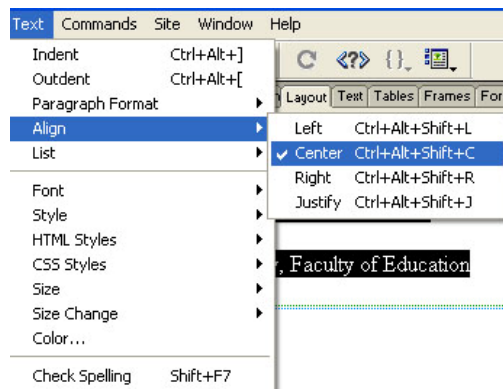 Text Commands Site Window Help
Indent Ctrl+Alt+]
Outdent Ctrl+Alt+[
Paragraph Format
Layout Text Tables Frames For
Align
Left Ctrl+Alt+Shift+L
List
Center Ctrl+Alt+Shift+C
Right Ctrl+Alt+Shift+R
Font
Justify Ctrl+Alt+Shift+J
Style
HTML Styles
, Faculty of Education
CSS Styles
Size
Size Change
Color...
Check Spelling Shift+F7